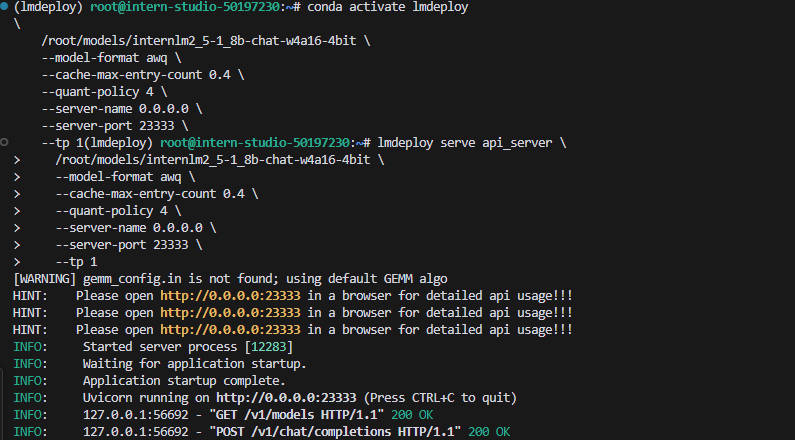 (lmdeploy) root@intern-studio-50197230:~# conda activate lmdeploy
\
    /root/models/internlm2_5-1_8b-chat-w4a16-4bit \
    --model-format awq \
    --cache-max-entry-count 0.4 \
    --quant-policy 4 \
    --server-name 0.0.0.0 \
    --server-port 23333 \
    --tp 1(lmdeploy) root@intern-studio-50197230:~# lmdeploy serve api_server \
>     /root/models/internlm2_5-1_8b-chat-w4a16-4bit \
>     --model-format awq \
>     --cache-max-entry-count 0.4 \
>     --quant-policy 4 \
>     --server-name 0.0.0.0 \
>     --server-port 23333 \
>     --tp 1
[WARNING] gemm_config.in is not found; using default GEMM algo
HINT:    Please open http://0.0.0.0:23333 in a browser for detailed api usage!!!
HINT:    Please open http://0.0.0.0:23333 in a browser for detailed api usage!!!
HINT:    Please open http://0.0.0.0:23333 in a browser for detailed api usage!!!
INFO:     Started server process [12283]
INFO:     Waiting for application startup.
INFO:     Application startup complete.
INFO:     Uvicorn running on http://0.0.0.0:23333 (Press CTRL+C to quit)
INFO:     127.0.0.1:56692 - "GET /v1/models HTTP/1.1" 200 OK
INFO:     127.0.0.1:56692 - "POST /v1/chat/completions HTTP/1.1" 200 OK